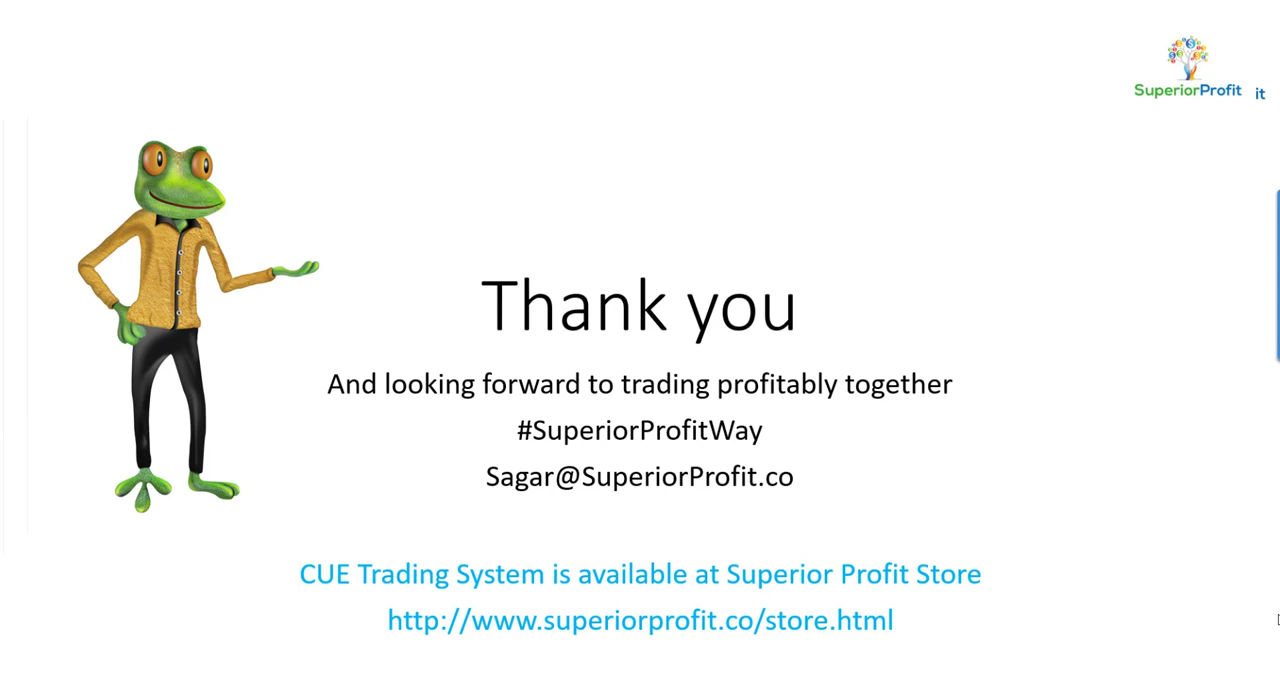 SuperiorProfit it
Thank you
And looking forward to trading profitably together
#SuperiorProfitWay
Sagar@SuperiorProfit.co
CUE Trading System is available at Superior Profit Store
http://www.superiorprofit.co/store.html